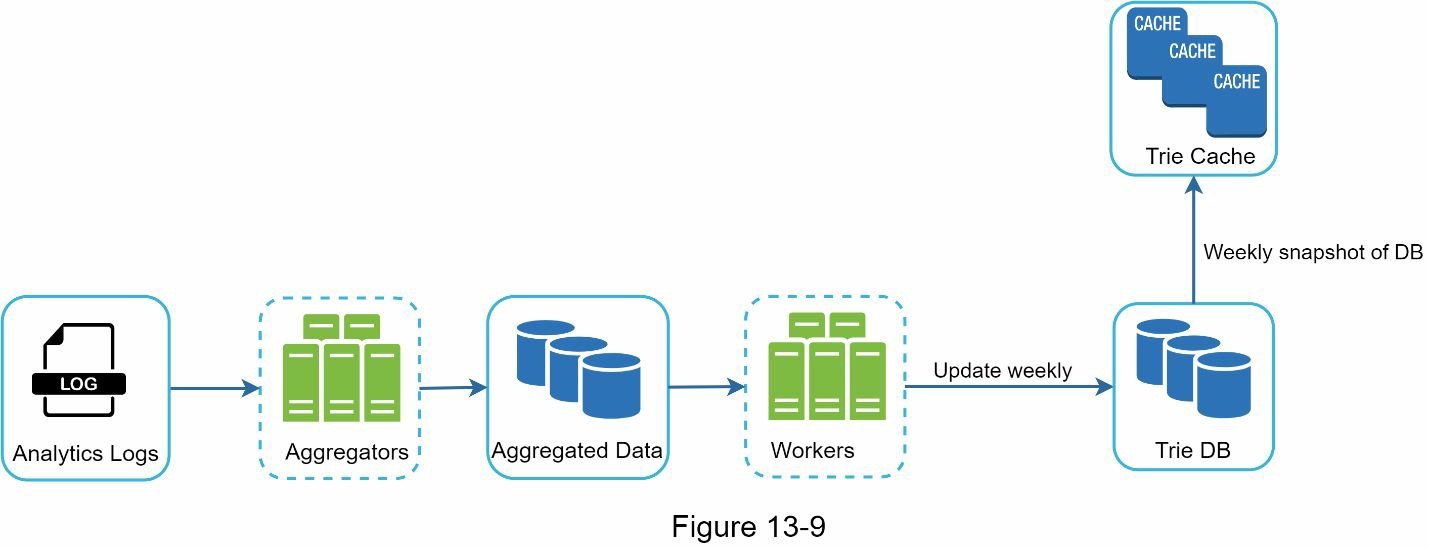 CACHE
CACHE
CACHE
Trie Cache
Weekly snapshot of DB
LOG
Analytics Logs
Aggregators
Aggregated Data
Workers
Update weekly
Trie DB
Figure 13-9